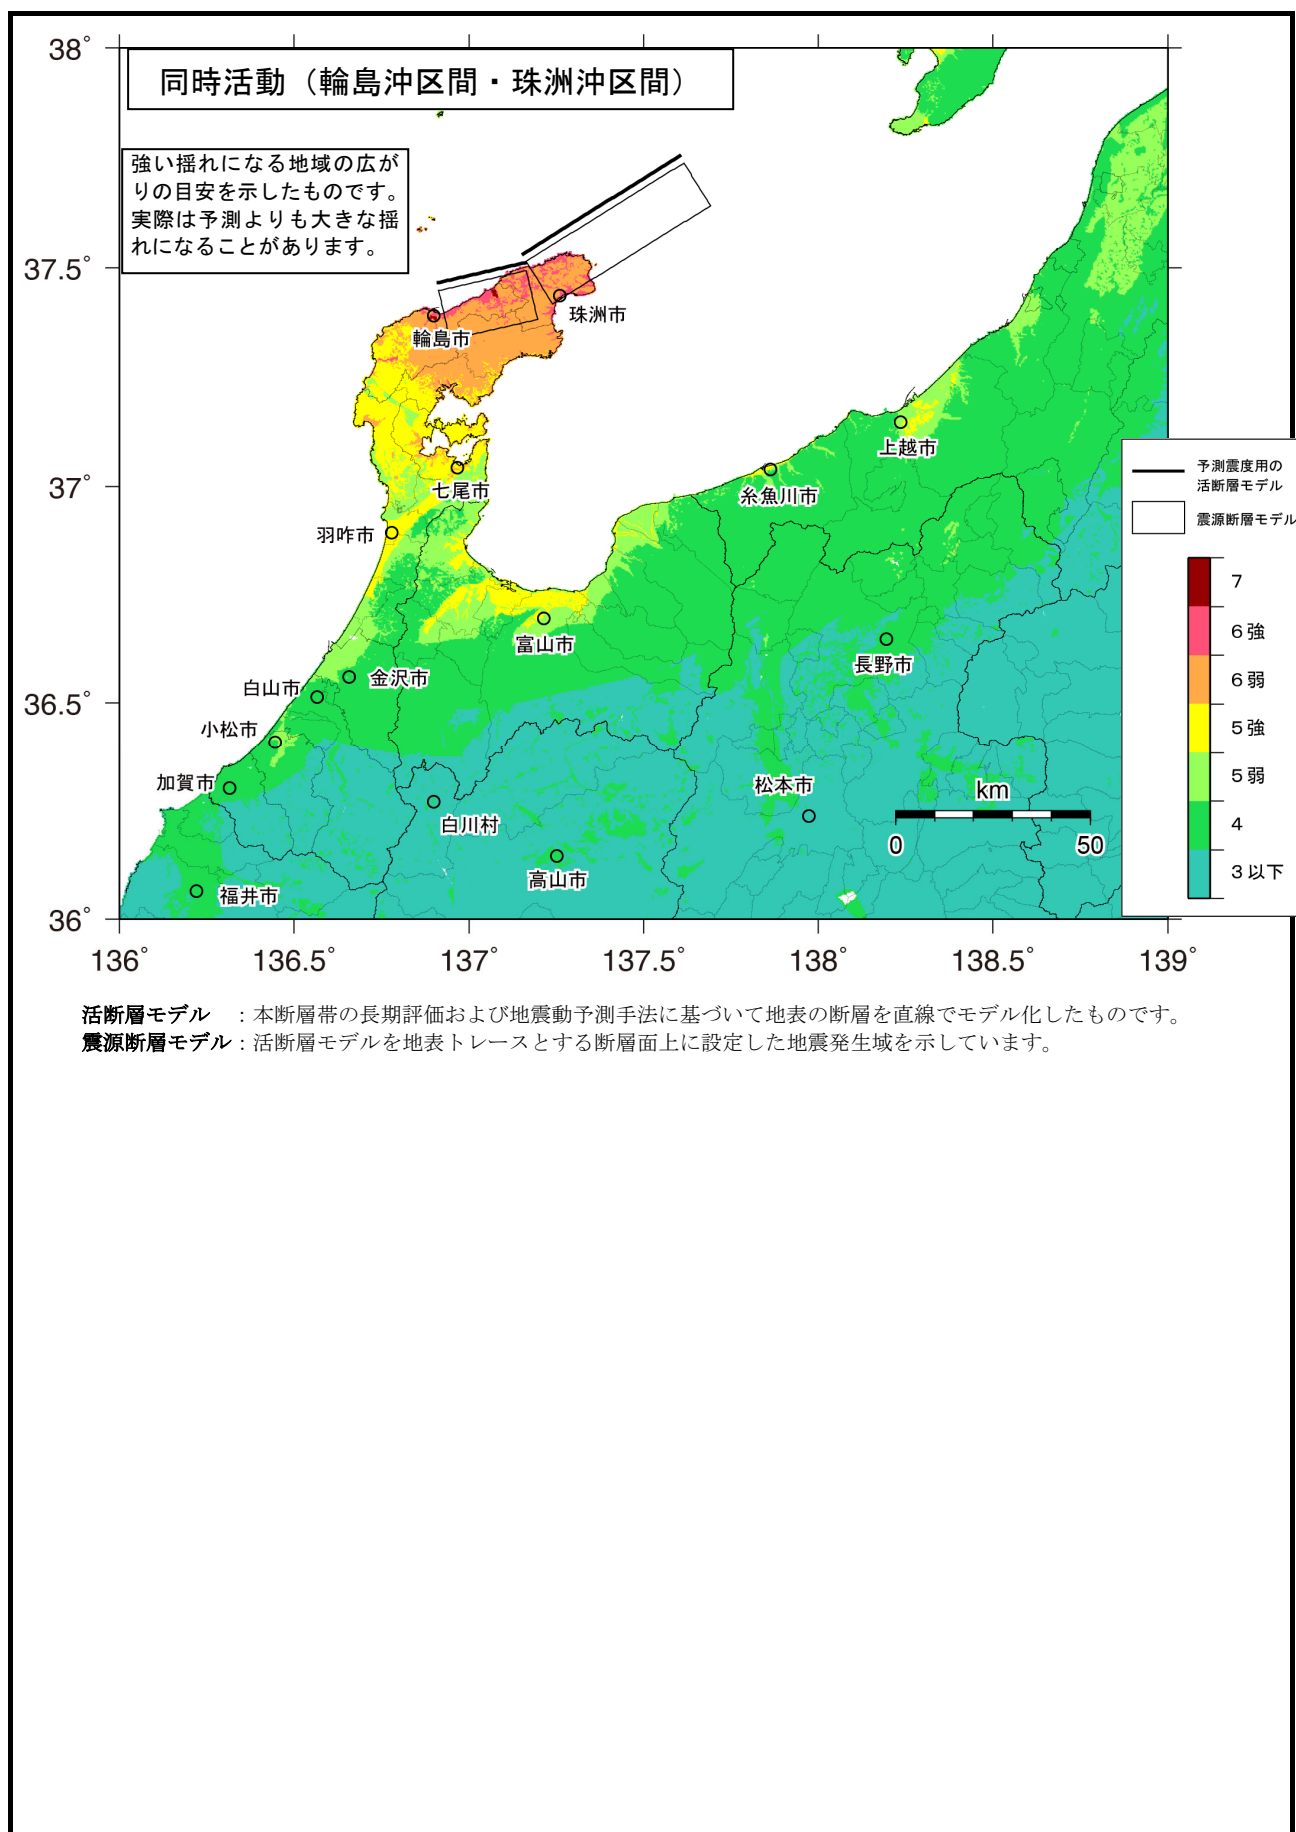 38°
同時活動（輪島沖区間・珠洲沖区間）
強い揺れになる地域の広が
りの目安を示したものです。
実際は予測よりも大きな揺
れになることがあります。
37.5°
珠洲市
輪島市
上越市
予測震度用の
活断層モデル
37°
七尾市
糸魚川市
震源断層モデル
羽咋市
7
6強
富山市
長野市
金沢市
6弱
白山市
36.5°
小松市
5強
加賀市
松本市
km
5弱
白川村
4
0 50
高山市
3以下
福井市
36°
136° 136.5° 137° 137.5° 138° 138.5° 139°
活断層モデル ：本断層帯の長期評価および地震動予測手法に基づいて地表の断層を直線でモデル化したものです。
震源断層モデル：活断層モデルを地表トレースとする断層面上に設定した地震発生域を示しています。